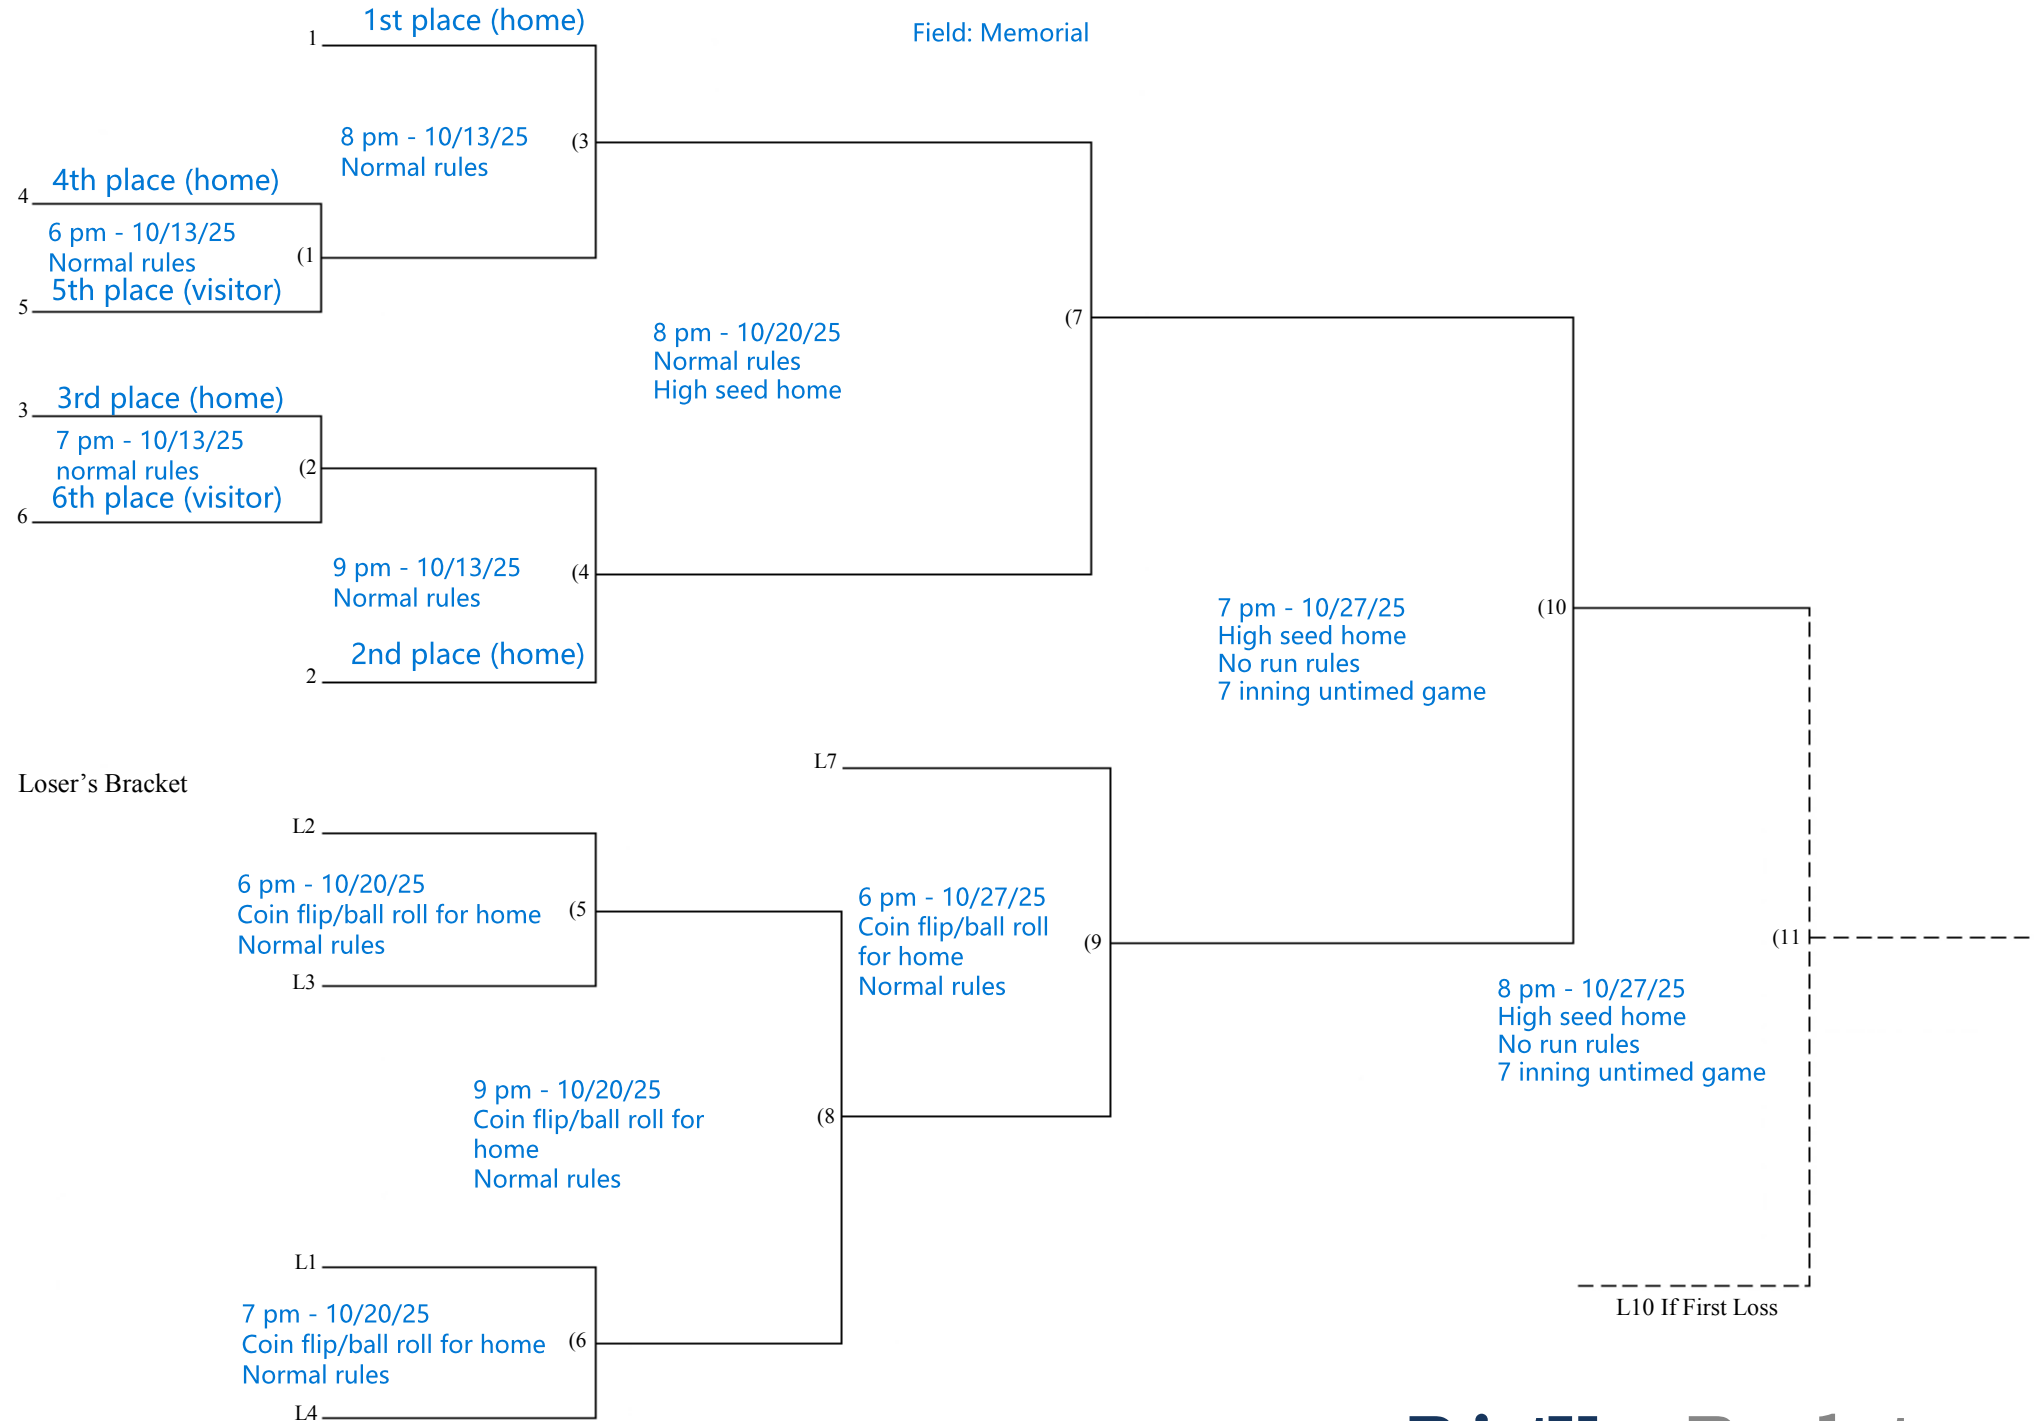 1st place (home)
1
Field: Memorial
8 pm - 10/13/25
Normal rules
(3
4th place (home)
4
6 pm - 10/13/25
Normal rules
(1
5th place (visitor)
5
8 pm - 10/20/25
Normal rules
High seed home
(7
3rd place (home)
3
7 pm - 10/13/25
normal rules
(2
6th place (visitor)
6
9 pm - 10/13/25
Normal rules
(4
2nd place (home)
2
7 pm - 10/27/25
High seed home
No run rules
7 inning untimed game
(10
Loser's Bracket
L7
L2
6 pm - 10/20/25
Coin flip/ball roll for home
Normal rules
(5
L3
6 pm - 10/27/25
Coin flip/ball roll
for home
Normal rules
(9
(11
8 pm - 10/27/25
High seed home
No run rules
7 inning untimed game
9 pm - 10/20/25
Coin flip/ball roll for
home
Normal rules
(8
L1
7 pm - 10/20/25
Coin flip/ball roll for home
Normal rules
(6
L4
L10 If First Loss